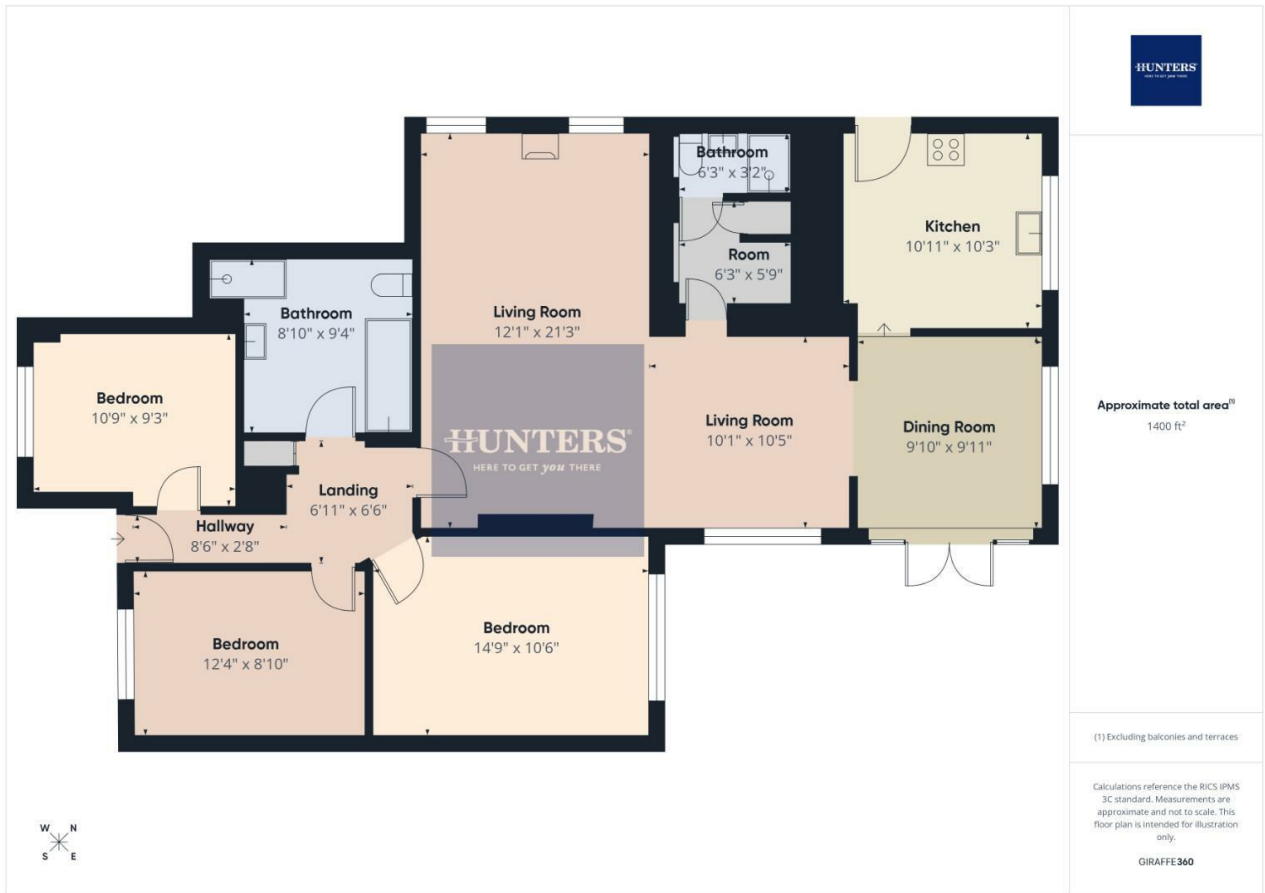 HUNTERS®
HERE TO GET you THERE
Bathroom
6'3" x 3'2"
Kitchen
10'11" x 10'3"
Room
6'3" x 5'9"
Bathroom
8'10" x 9'4"
Living Room
12'1" x 21'3"
Bedroom
10'9" x 9'3"
Living Room
10'1" x 10'5"
Dining Room
9'10" x 9'11"
HUNTERS®
HERE TO GET you THERE
Landing
6'11" x 6'6"
Hallway
8'6" x 2'8"
Bedroom
12'4" x 8'10"
Bedroom
14'9" x 10'6"
Approximate total area(1)
1400 ft²
(1) Excluding balconies and terraces
Calculations reference the RICS IPMS
3C standard. Measurements are
approximate and not to scale. This
floor plan is intended for illustration
only.
GIRAFFE360
W N
S E